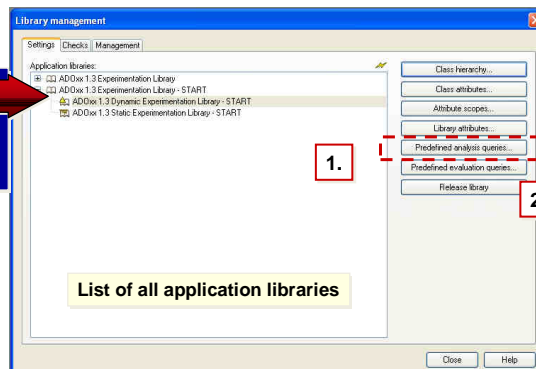 Library management
Settings Checks Management
Application libraries:
ADOxx 1.3 Experimentation Library
ADOxx 1.3 Experimentation Library - START
ADOxx 1.3 Dynamic Experimentation Library - START
ADOxx 1.3 Static Experimentation Library - START
Class hierarchy...
Class attributes...
Attribute scopes...
Library attributes...
Predefined analysis queries...
Predefined evaluation queries...
Release library
1.
2
List of all application libraries
Close Help